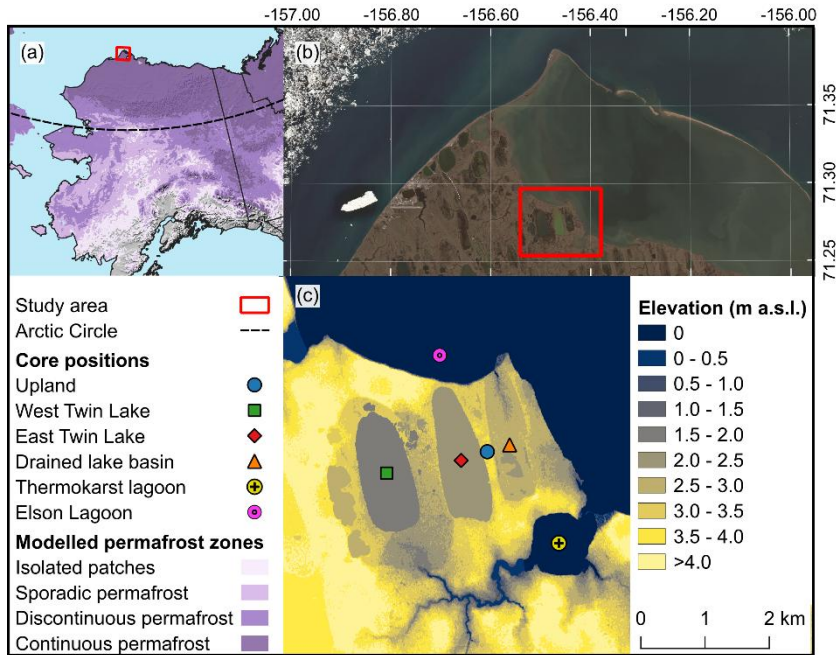 -157.00 -156.80 -156.60 -156.40 -156.20 -156.00
(a)
(b)
71.35
71.30
71.25
Study area
Arctic Circle
Core positions
Upland
West Twin Lake
East Twin Lake
Drained lake basin
Thermokarst lagoon
Elson Lagoon
Modelled permafrost zones
Isolated patches
Sporadic permafrost
Discontinuous permafrost
Continuous permafrost
(c)
Elevation (m a.s.l.)
0
0 - 0.5
0.5 - 1.0
1.0 - 1.5
1.5 - 2.0
2.0 - 2.5
2.5 - 3.0
3.0 - 3.5
3.5 - 4.0
>4.0
0 1 2 km